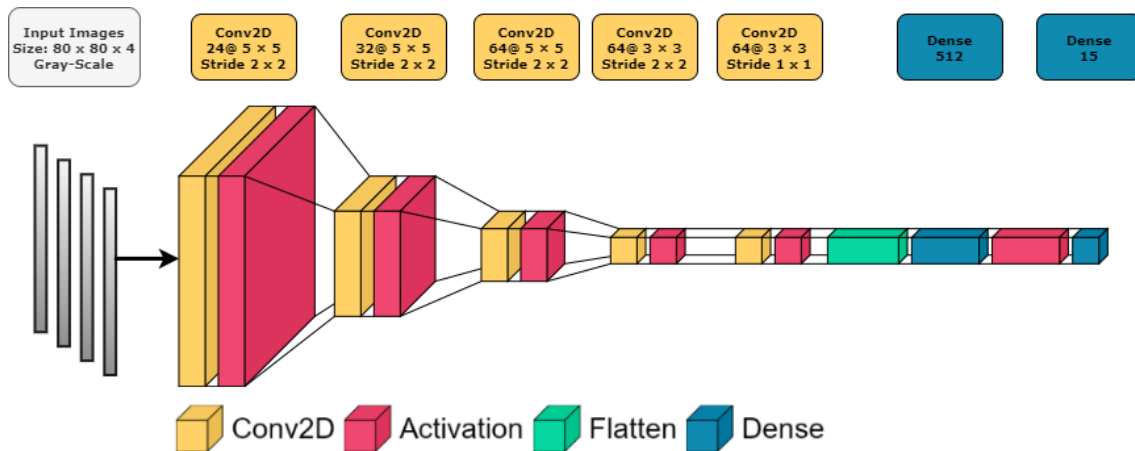 Input Images
Size: 80 x 80 x 4
Gray-Scale
Conv2D
24@ 5 × 5
Stride 2 x 2
Conv2D
32@ 5 × 5
Stride 2 x 2
Conv2D
64@ 5 × 5
Stride 2 x 2
Conv2D
64@ 3 × 3
Stride 2 x 2
Conv2D
64@ 3 × 3
Stride 1 x 1
Dense
512
Dense
15
Conv2D
Activation
Flatten
Dense